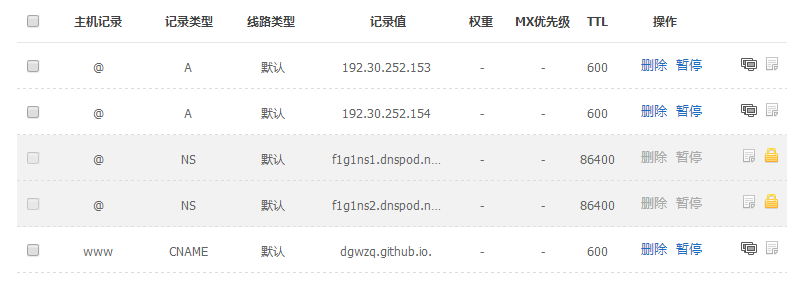 主机记录 记录类型 线路类型 记录值 权重 MX优先级 TTL 操作
@ A 默认 192.30.252.153 - - 600 删除 暂停
@ A 默认 192.30.252.154 - - 600 删除 暂停
@ NS 默认 f1g1ns1.dnspod.n... - - 86400 删除 暂停
@ NS 默认 f1g1ns2.dnspod.n... - - 86400 删除 暂停
www CNAME 默认 dgwzq.github.io. - - 600 删除 暂停